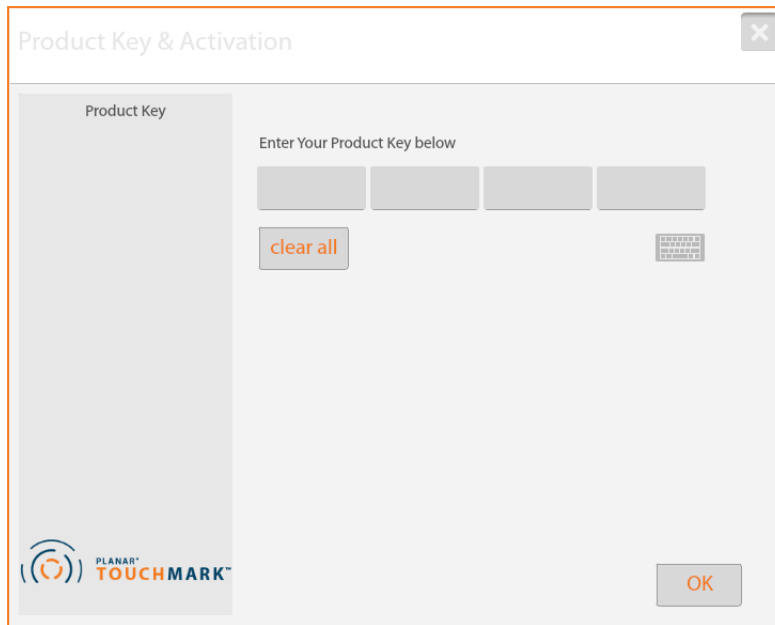 Product Key & Activation
Product Key
Enter Your Product Key below
clear all
PLANAR®
TOUCHMARK™
OK